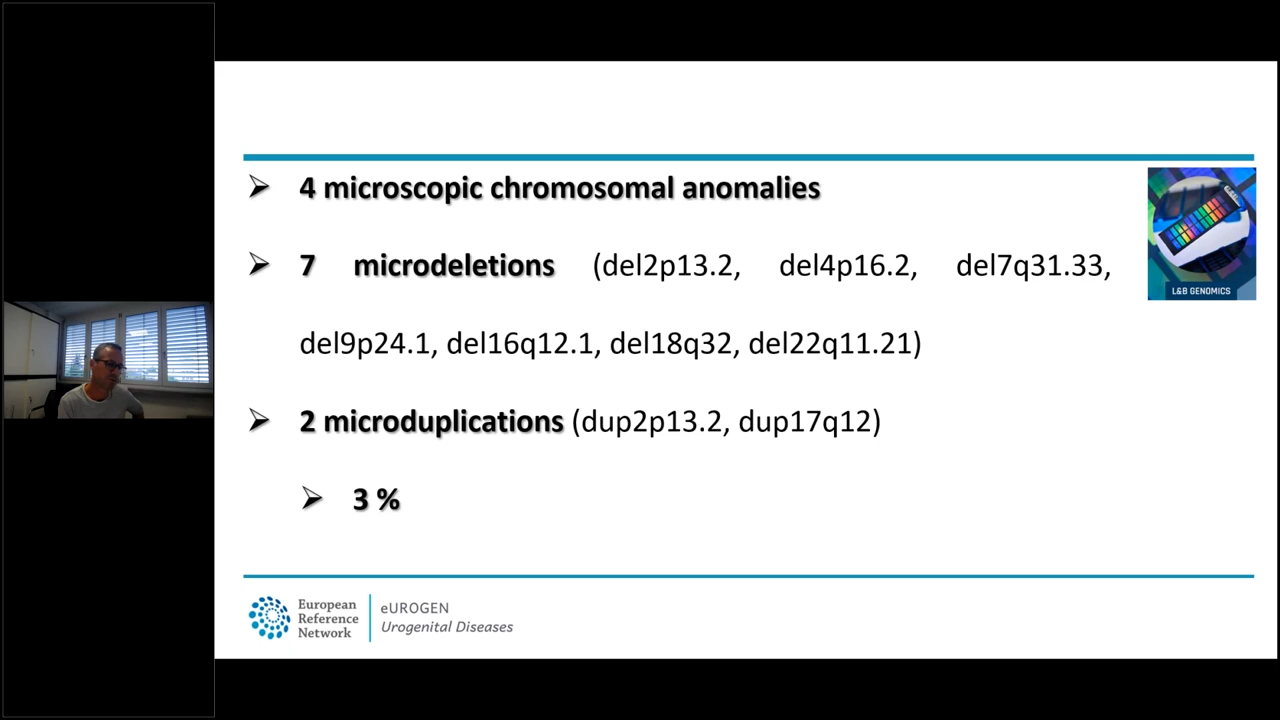 4 microscopic chromosomal anomalies
7 microdeletions (del2p13.2, del4p16.2, del7q31.33,
del9p24.1, del16q12.1, del18q32, del22q11.21)
2 microduplications (dup2p13.2, dup17q12)
3 %
L&B GENOMICS
European
Reference
Network
eUROGEN
Urogenital Diseases